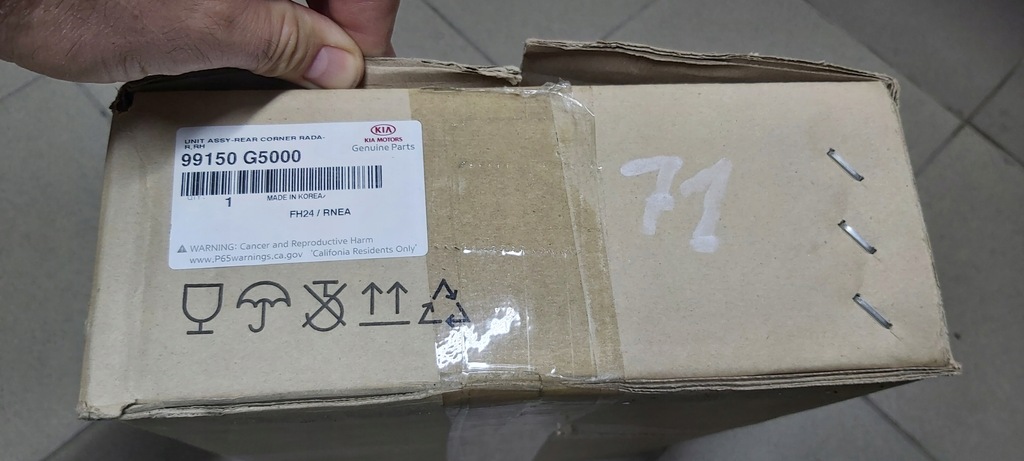 UNIT ASSY-REAR CORNER RADA-
R,RH
KIA
KIA MOTORS
Genuine Parts
99150 G5000
QTY: 1
MADE IN KOREA
FH24 / RNEA
WARNING: Cancer and Reproductive Harm
www.P65warnings.ca.gov 'Califonia Residents Only'
71